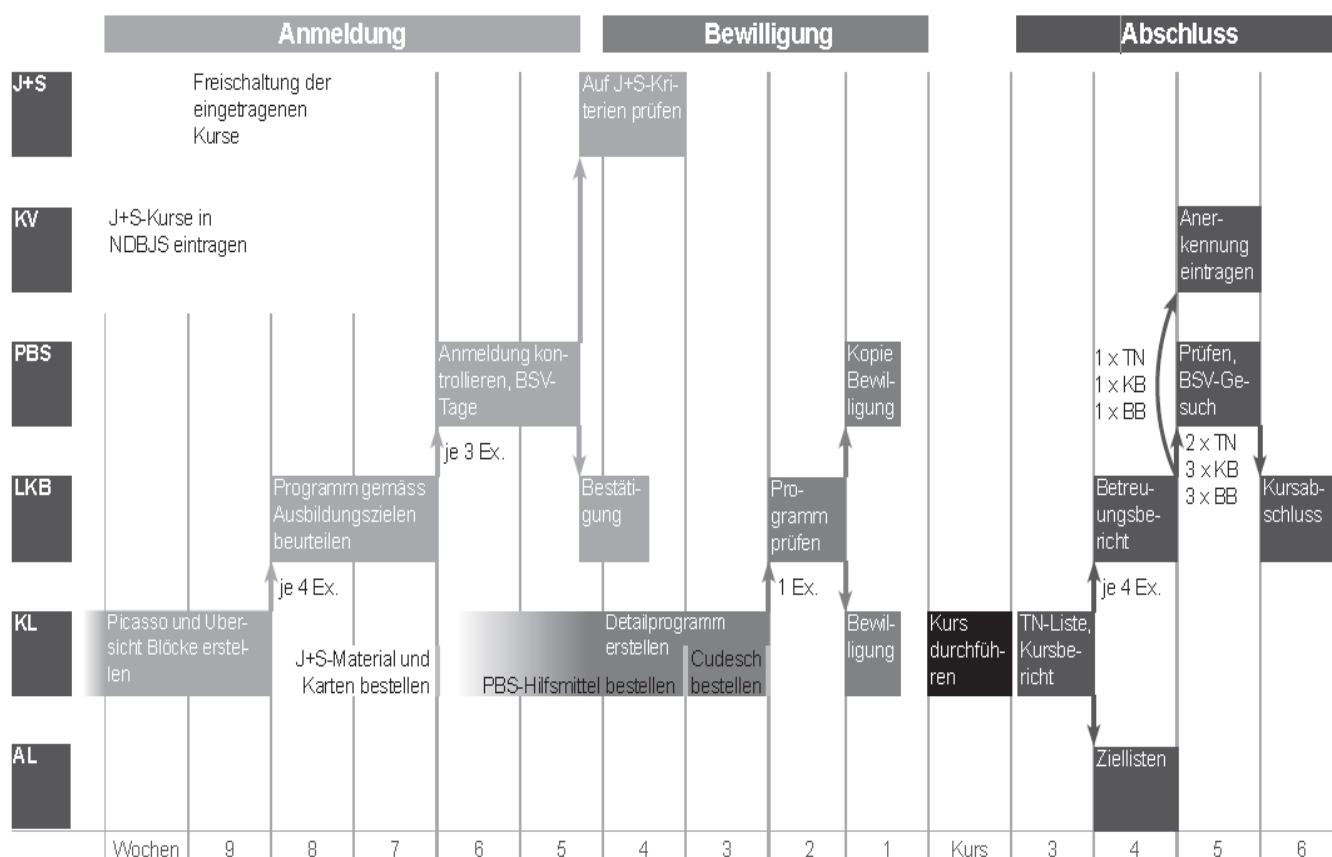 Anmeldung
Bewilligung
Abschluss
J+S
Freischaltung der
eingetragenen
Kurse
Auf J+S-Kri-
terien prüfen
KV
J+S-Kurse in
NDBJS eintragen
Aner-
kennung
eintragen
PBS
Anmeldung kon-
trollieren, BSV-
Tage
Kopie
Bewil-
ligung
1 x TN
1 x KB
1 x BB
Prüfen,
BSV-Ge-
such
je 3 Ex.
2 x TN
3 x KB
3 x BB
LKB
Programm gemäss
Ausbildungszielen
beurteilen
Bestäti-
gung
Pro-
gramm
prüfen
Betreu-
ungsbe-
richt
Kursab-
schluss
je 4 Ex.
1 Ex.
je 4 Ex.
KL
Picasso und Über-
sicht Blöcke erstel-
len
J+S-Material und
Karten bestellen
Detailprogramm
erstellen
PBS-Hilfsmittel bestellen
Cudesch
bestellen
Bewil-
ligung
Kurs
durchfüh-
ren
TN-Liste,
Kursbe-
richt
AL
Ziellisten
Wochen 9 8 7 6 5 4 3 2 1 Kurs 3 4 5 6